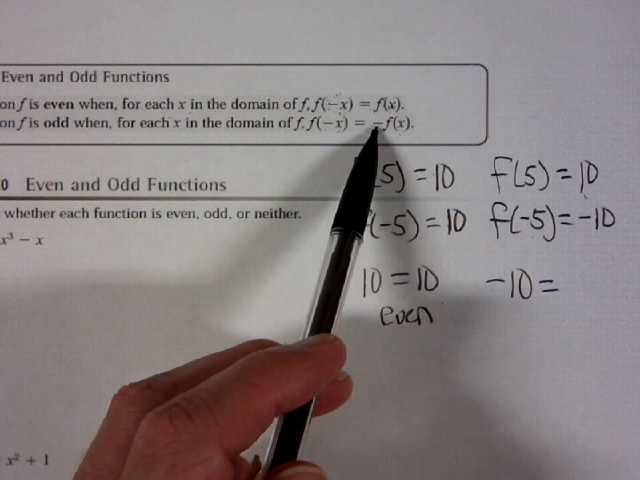 Even and Odd Functions
on f is even when, for each x in the domain of f, f(−x) = f(x).
on f is odd when, for each x in the domain of f, f(−x) = −f(x).
0 Even and Odd Functions
whether each function is even, odd, or neither.
x³ − x
(5) = 10 f(5) = 10
f(-5) = 10 f(-5) = -10
10 = 10 -10 =
even
x² + 1